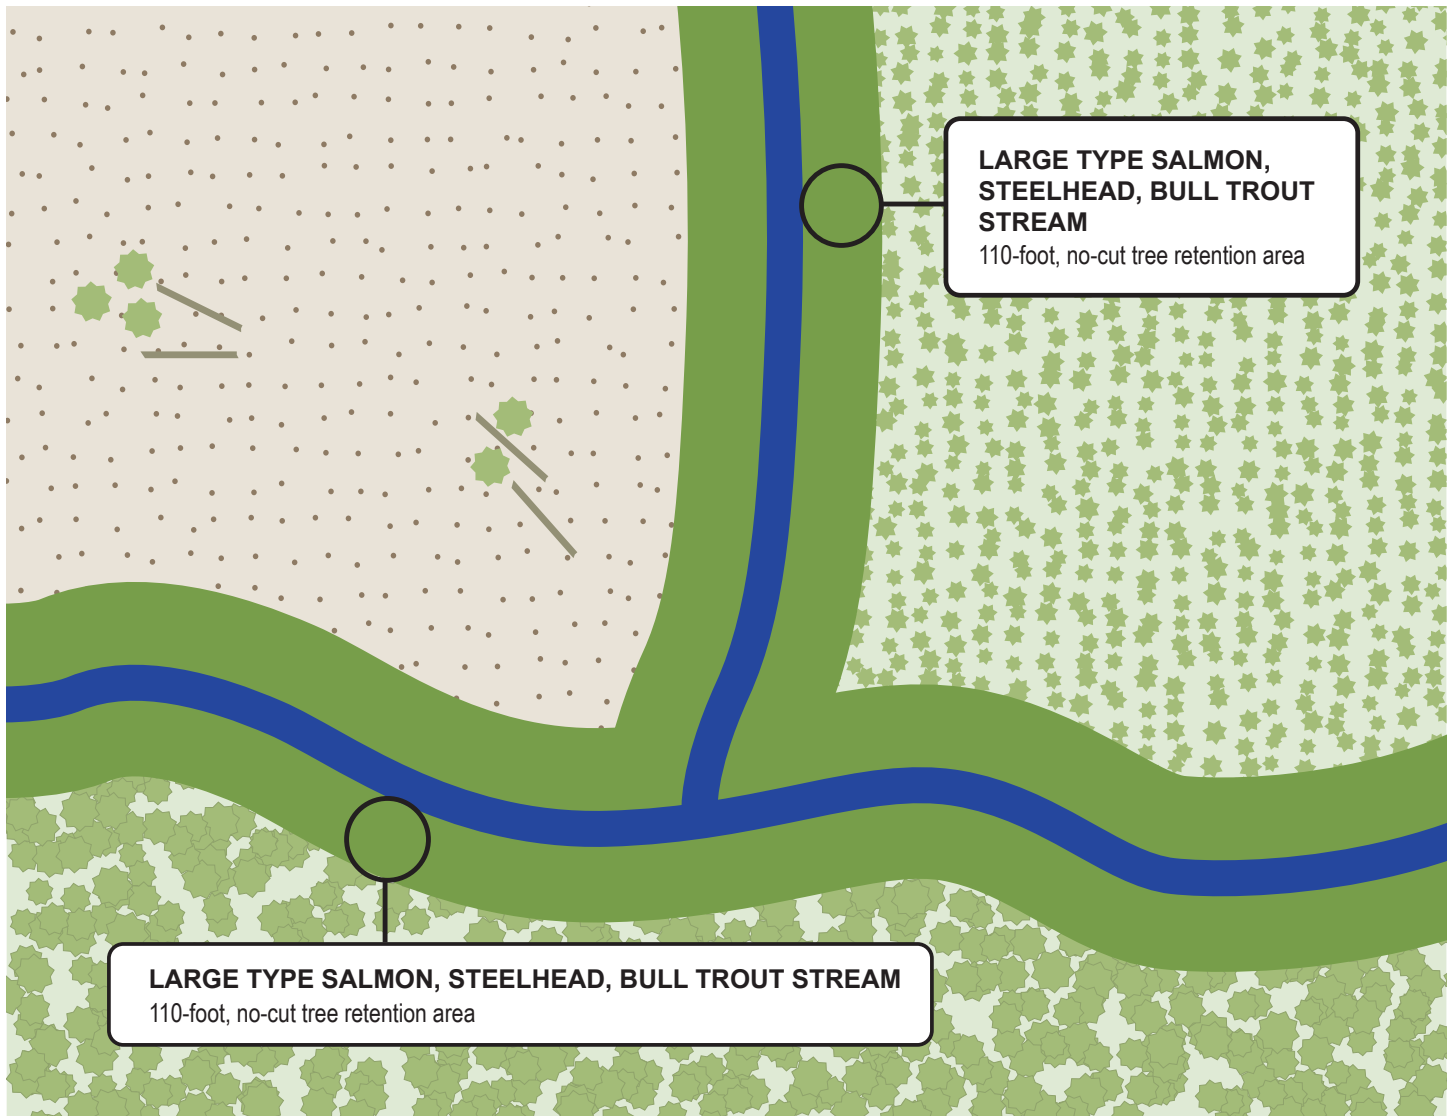 LARGE TYPE SALMON,
STEELHEAD, BULL TROUT
STREAM
110-foot, no-cut tree retention area
LARGE TYPE SALMON, STEELHEAD, BULL TROUT STREAM
110-foot, no-cut tree retention area